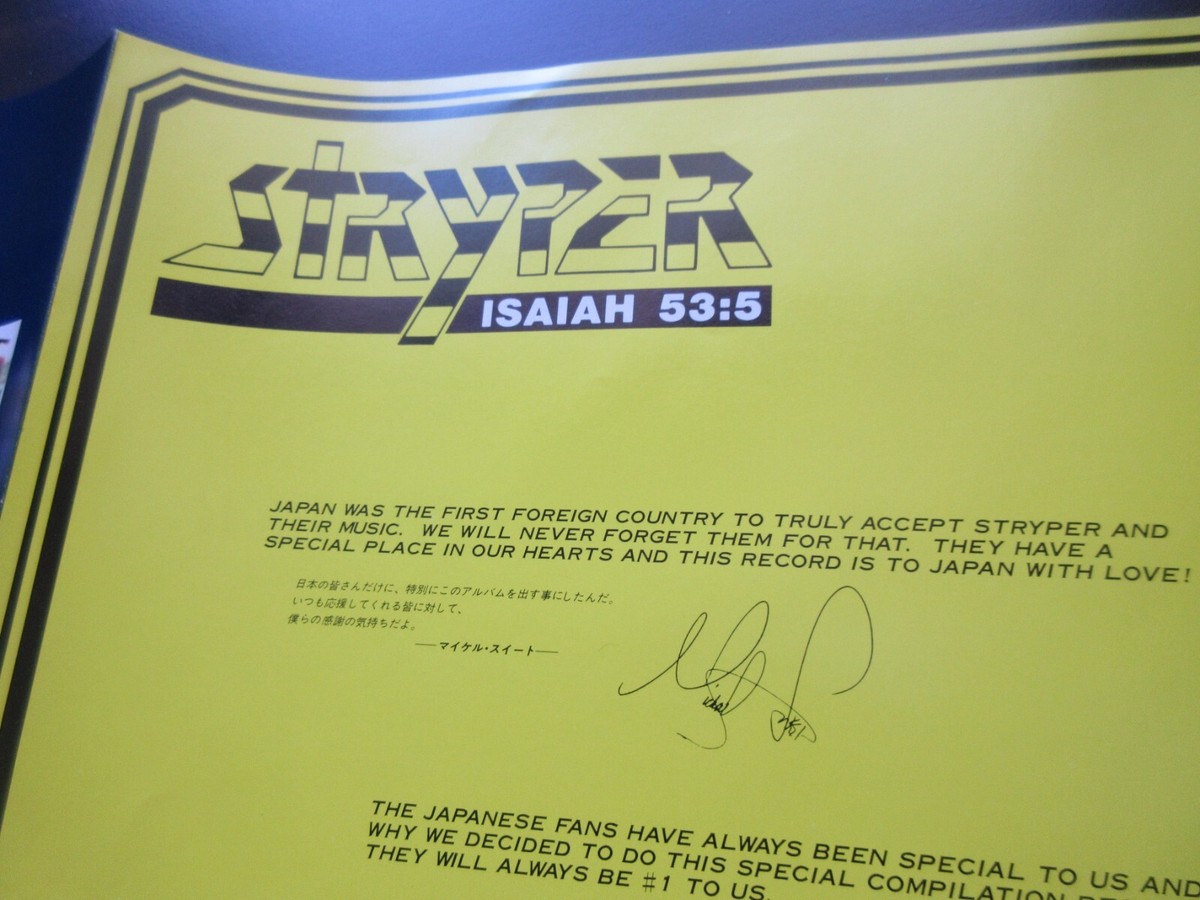 STRYPER
ISAIAH 53:5
JAPAN WAS THE FIRST FOREIGN COUNTRY TO TRULY ACCEPT STRYPER AND
THEIR MUSIC. WE WILL NEVER FORGET THEM FOR THAT. THEY HAVE A
SPECIAL PLACE IN OUR HEARTS AND THIS RECORD IS TO JAPAN WITH LOVE!
日本の皆さんだけに、特別にこのアルバムを出す事にしたんだ。
いつも応援してくれる皆に対して、
僕らの感謝の気持ちだよ。
——マイケル・スイート——
THE JAPANESE FANS HAVE ALWAYS BEEN SPECIAL TO US AND
WHY WE DECIDED TO DO THIS SPECIAL COMPILATION
THEY WILL ALWAYS BE #1 TO US.